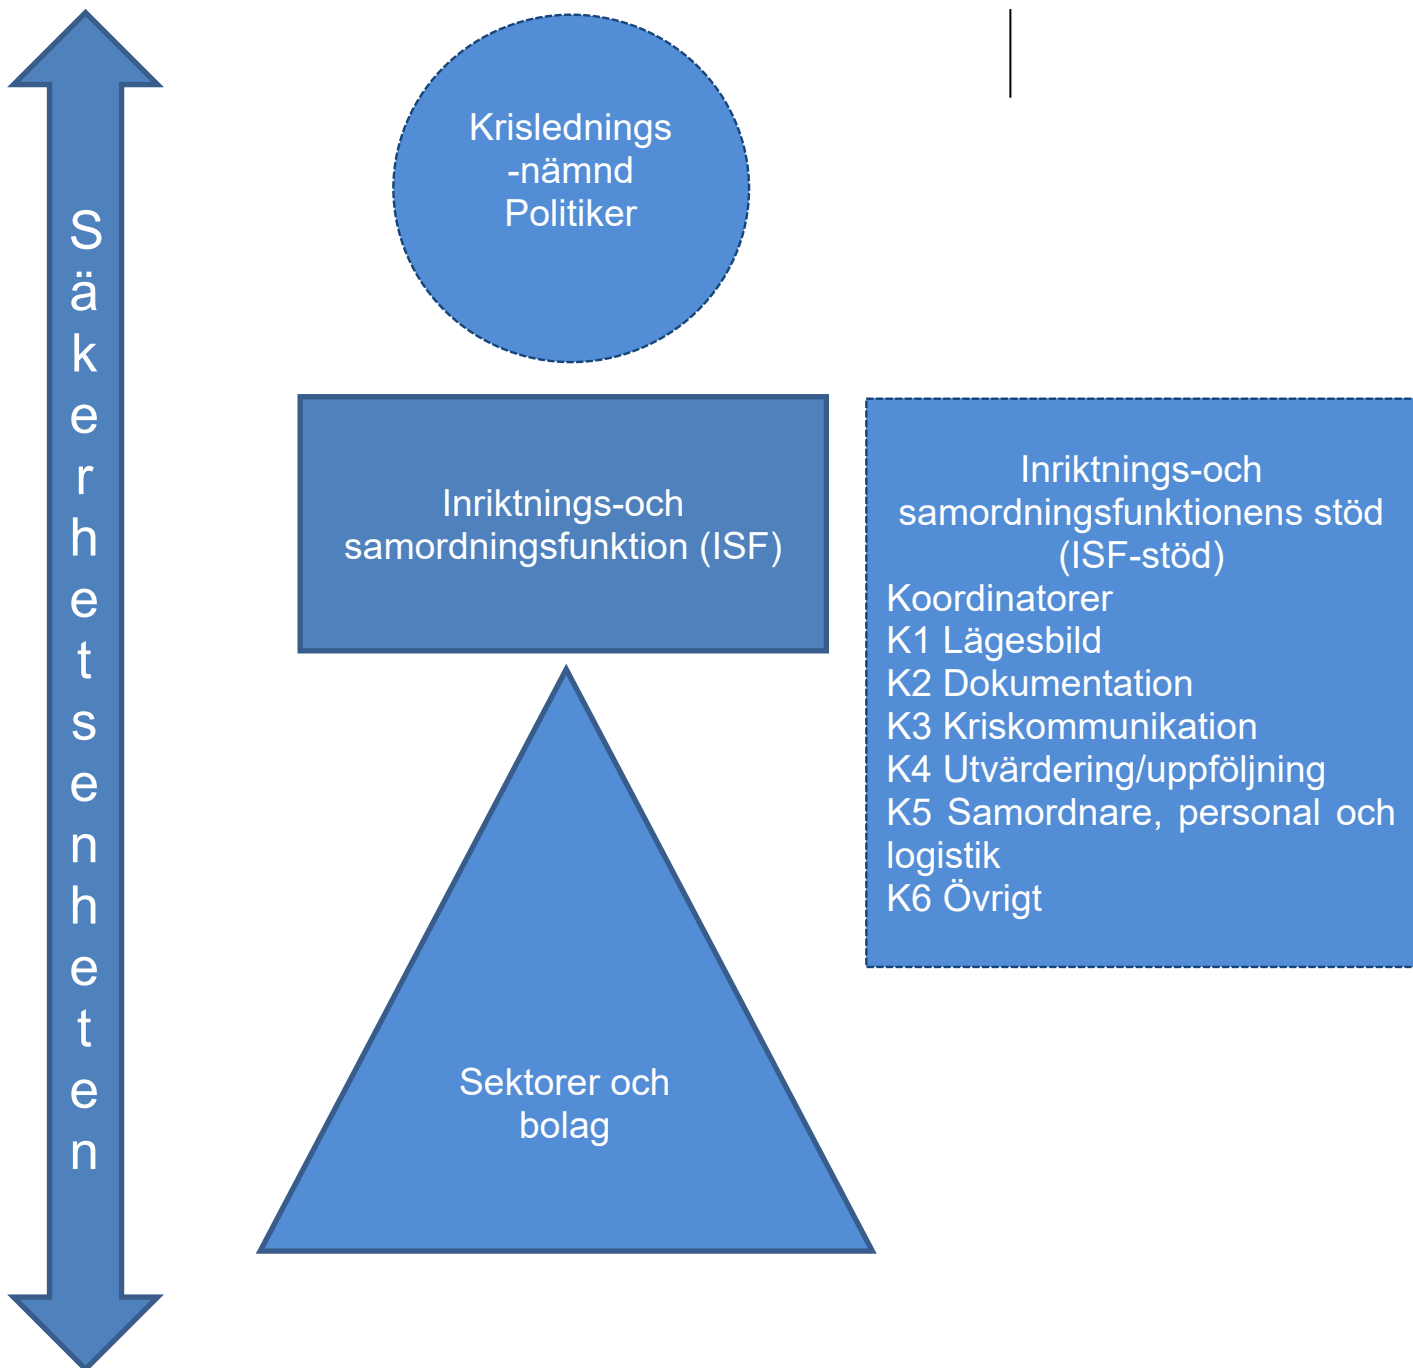 Säkerhetsenheten
Krislednings
-nämnd
Politiker
Inriktnings-och
samordningsfunktion (ISF)
Inriktnings-och
samordningsfunktionens stöd
(ISF-stöd)
Koordinatorer
K1 Lägesbild
K2 Dokumentation
K3 Kriskommunikation
K4 Utvärdering/uppföljning
K5 Samordnare, personal och
logistik
K6 Övrigt
Sektorer och
bolag